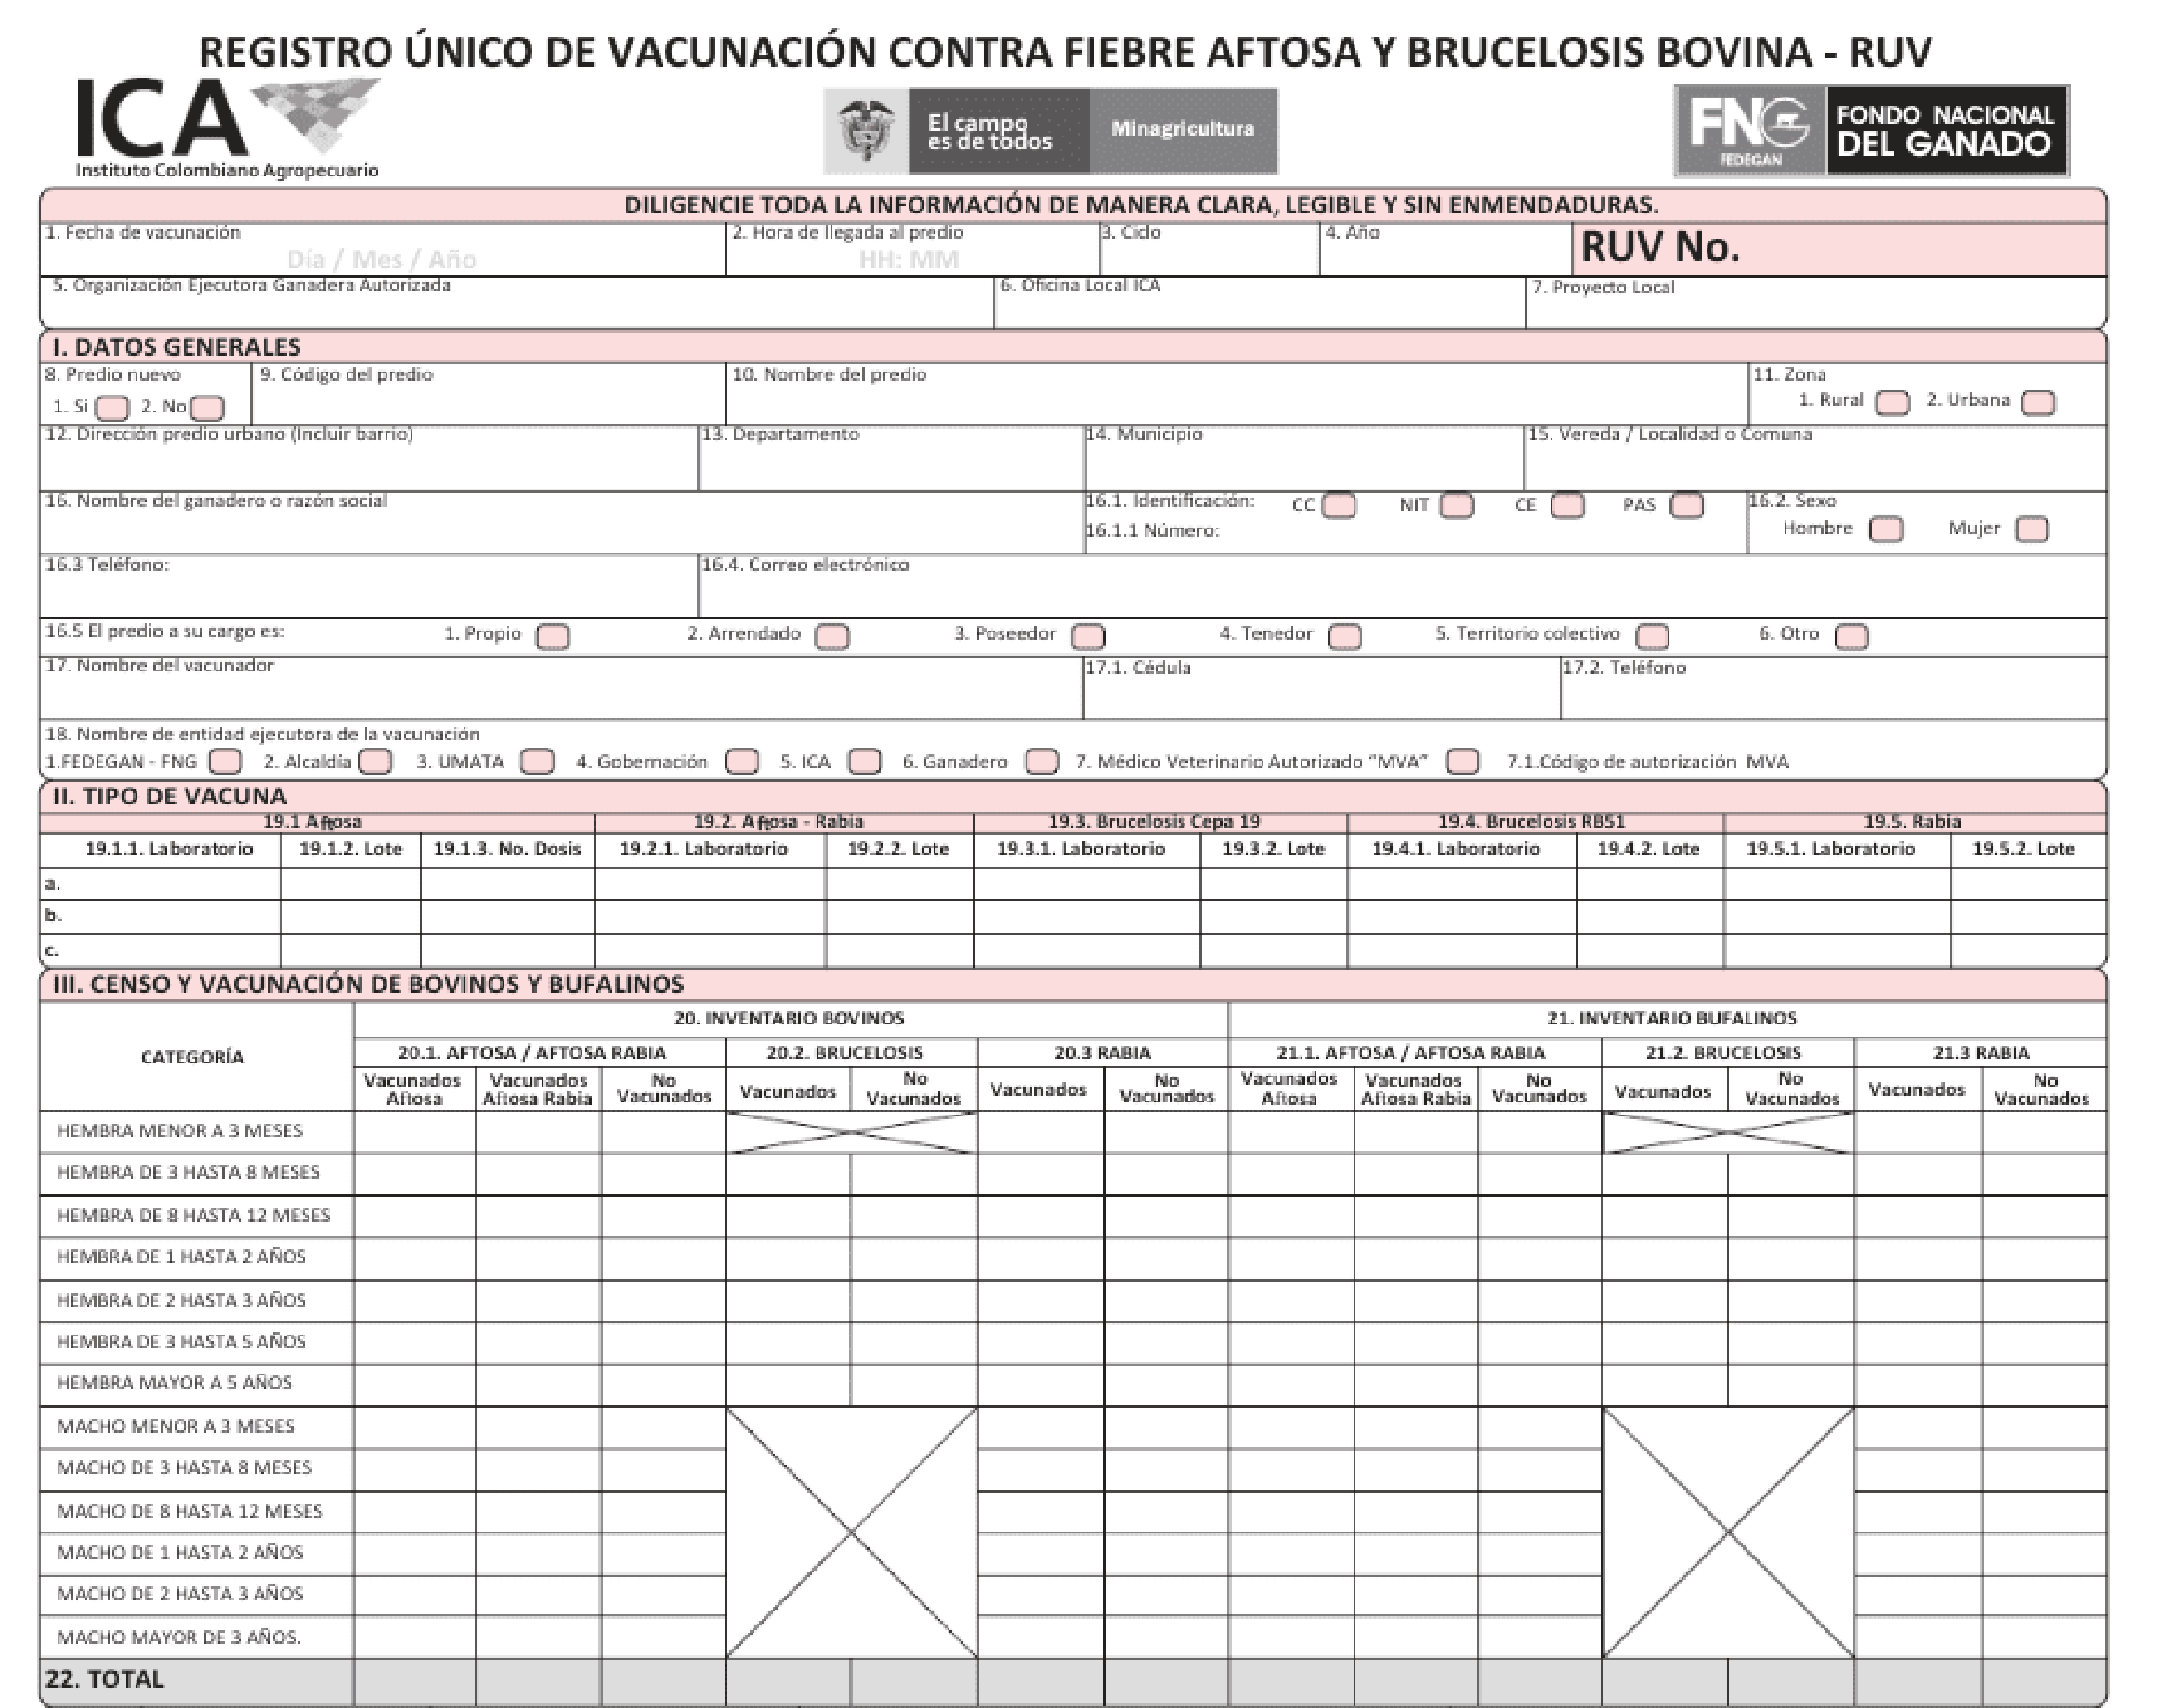 REGISTRO ÚNICO DE VACUNACIÓN CONTRA FIEBRE AFTOSA Y BRUCELOSIS BOVINA - RUV
ICA
Instituto Colombiano Agropecuario
El campo es de todos
Minagricultura
FNG
FEDEGAN
FONDO NACIONAL DEL GANADO
DILIGENCIE TODA LA INFORMACIÓN DE MANERA CLARA, LEGIBLE Y SIN ENMENDADURAS.
1. Fecha de vacunación
Día / Mes / Año
2. Hora de llegada al predio
HH: MM
3. Ciclo
4. Año
RUV No.
5. Organización Ejecutora Ganadera Autorizada
6. Oficina Local ICA
7. Proyecto Local
I. DATOS GENERALES
8. Predio nuevo
1. Si 2. No
9. Código del predio
10. Nombre del predio
11. Zona
1. Rural 2. Urbana
12. Dirección predio urbano (Incluir barrio)
13. Departamento
14. Municipio
15. Vereda / Localidad o Comuna
16. Nombre del ganadero o razón social
16.1. Identificación: CC NIT CE PAS
16.1.1 Número:
16.2. Sexo
Hombre Mujer
16.3 Teléfono:
16.4. Correo electrónico
16.5 El predio a su cargo es: 1. Propio 2. Arrendado 3. Poseedor 4. Tenedor 5. Territorio colectivo 6. Otro
17. Nombre del vacunador
17.1. Cédula
17.2. Teléfono
18. Nombre de entidad ejecutora de la vacunación
1.FEDEGAN - FNG 2. Alcaldía 3. UMATA 4. Gobernación 5. ICA 6. Ganadero 7. Médico Veterinario Autorizado "MVA" 7.1.Código de autorización MVA
II. TIPO DE VACUNA
19.1 Aftosa 19.2. Aftosa - Rabia 19.3. Brucelosis Cepa 19 19.4. Brucelosis RB51 19.5. Rabia
19.1.1. Laboratorio 19.1.2. Lote 19.1.3. No. Dosis 19.2.1. Laboratorio 19.2.2. Lote 19.3.1. Laboratorio 19.3.2. Lote 19.4.1. Laboratorio 19.4.2. Lote 19.5.1. Laboratorio 19.5.2. Lote
a.
b.
c.
III. CENSO Y VACUNACIÓN DE BOVINOS Y BUFALINOS
CATEGORÍA
20. INVENTARIO BOVINOS 21. INVENTARIO BUFALINOS
20.1. AFTOSA / AFTOSA RABIA 20.2. BRUCELOSIS 20.3 RABIA 21.1. AFTOSA / AFTOSA RABIA 21.2. BRUCELOSIS 21.3 RABIA
Vacunados Aftosa Vacunados Aftosa Rabia No Vacunados Vacunados No Vacunados Vacunados No Vacunados Vacunados Aftosa Vacunados Aftosa Rabia No Vacunados Vacunados No Vacunados Vacunados No Vacunados
HEMBRA MENOR A 3 MESES
HEMBRA DE 3 HASTA 8 MESES
HEMBRA DE 8 HASTA 12 MESES
HEMBRA DE 1 HASTA 2 AÑOS
HEMBRA DE 2 HASTA 3 AÑOS
HEMBRA DE 3 HASTA 5 AÑOS
HEMBRA MAYOR A 5 AÑOS
MACHO MENOR A 3 MESES
MACHO DE 3 HASTA 8 MESES
MACHO DE 8 HASTA 12 MESES
MACHO DE 1 HASTA 2 AÑOS
MACHO DE 2 HASTA 3 AÑOS
MACHO MAYOR DE 3 AÑOS.
22. TOTAL